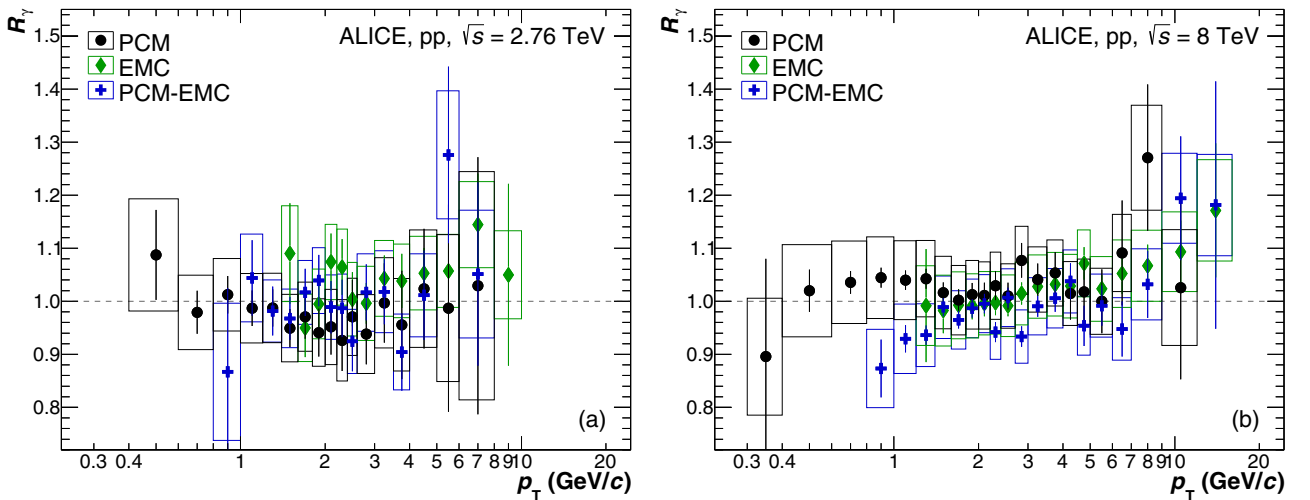 R_γ
1.5
1.4
1.3
1.2
1.1
1.0
0.9
0.8
ALICE, pp, √s = 2.76 TeV
PCM
EMC
PCM-EMC
(a)
0.3 0.4 1 2 3 4 5 6 7 8 9 10 20
p_T (GeV/c)
R_γ
1.5
1.4
1.3
1.2
1.1
1.0
0.9
0.8
ALICE, pp, √s = 8 TeV
PCM
EMC
PCM-EMC
(b)
0.3 0.4 1 2 3 4 5 6 7 8 9 10 20
p_T (GeV/c)